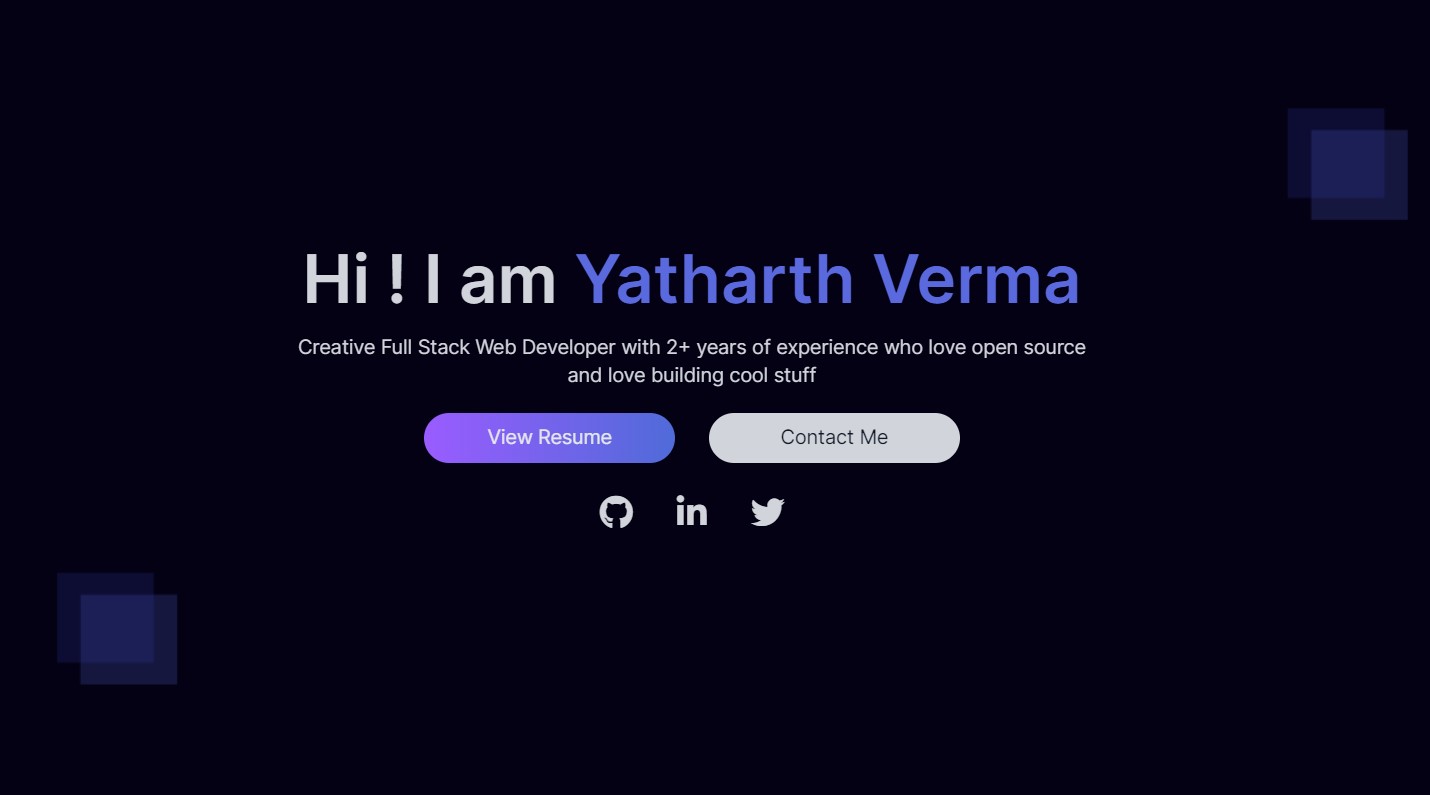 Hi ! I am Yatharth Verma
Creative Full Stack Web Developer with 2+ years of experience who love open source
and love building cool stuff
View Resume
Contact Me
in